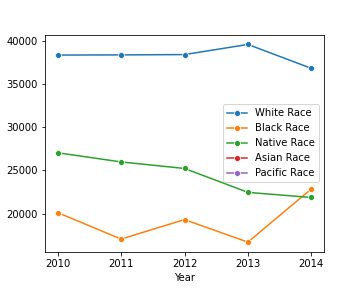 40000
35000
30000
25000
20000
White Race
Black Race
Native Race
Asian Race
Pacific Race
2010 2011 2012 2013 2014
Year